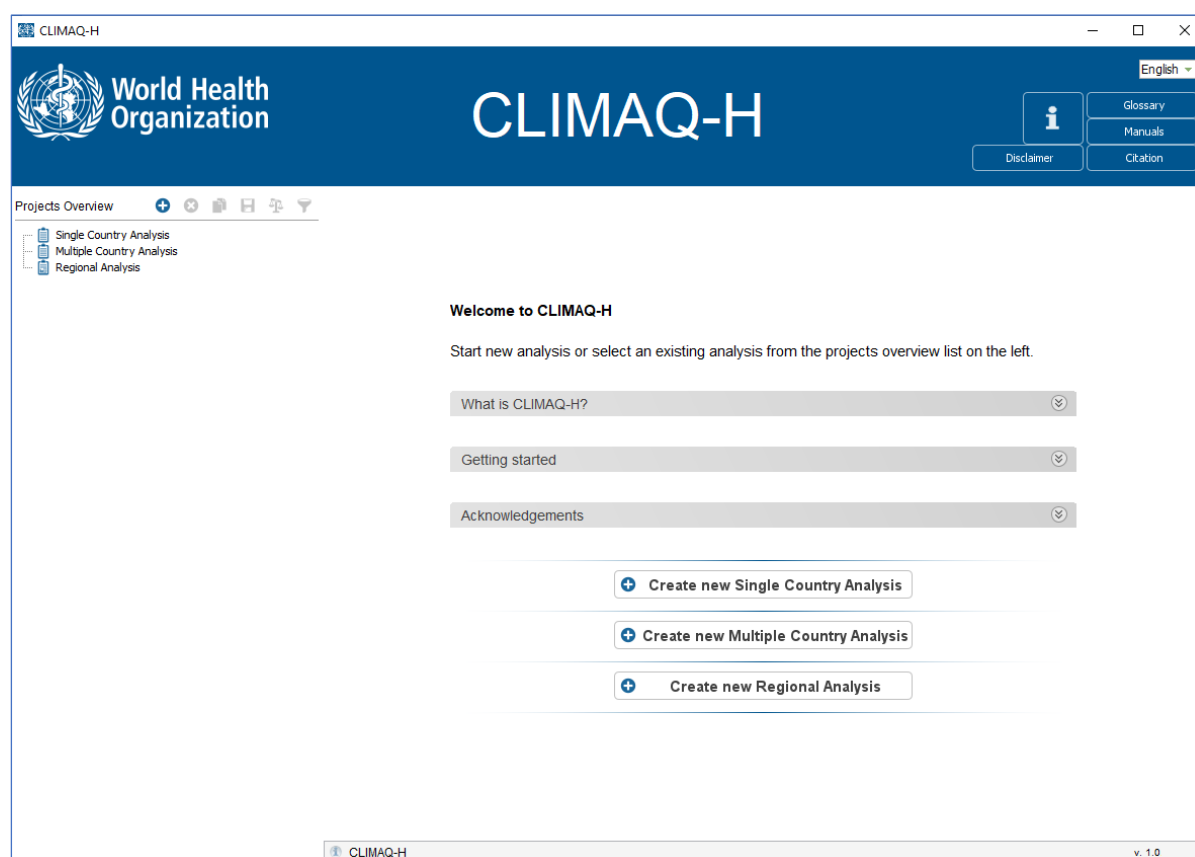 CLIMAQ-H
World Health
Organization
CLIMAQ-H
English
Glossary
Manuals
Disclaimer
Citation
Projects Overview
Single Country Analysis
Multiple Country Analysis
Regional Analysis
Welcome to CLIMAQ-H
Start new analysis or select an existing analysis from the projects overview list on the left.
What is CLIMAQ-H?
Getting started
Acknowledgements
Create new Single Country Analysis
Create new Multiple Country Analysis
Create new Regional Analysis
CLIMAQ-H
v. 1.0